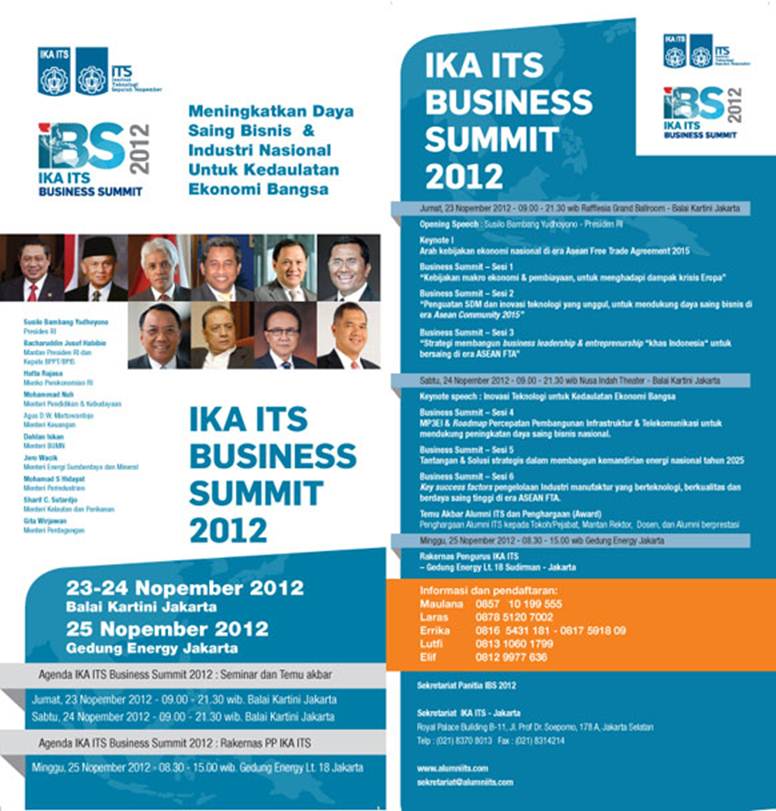 IKA ITS
ITS
Institut
Teknologi
Sepuluh Nopember
iBS 2012
IKA ITS
BUSINESS SUMMIT
Meningkatkan Daya
Saing Bisnis &
Industri Nasional
Untuk Kedaulatan
Ekonomi Bangsa
Susilo Bambang Yudhoyono
Presiden RI
Bacharuddin Jusuf Habibie
Mantan Presiden RI dan
Kepala BPPT/BPIS
Hatta Rajasa
Menko Perekonomian RI
Mohammad Nuh
Menteri Pendidikan & Kebudayaan
Agus D.W. Martowardojo
Menteri Keuangan
Dahlan Iskan
Menteri BUMN
Jero Wacik
Menteri Energi Sumberdaya dan Mineral
Mohamad S Hidayat
Menteri Perindustrian
Sharif C. Sutardjo
Menteri Kelautan dan Perikanan
Gita Wirjawan
Menteri Perdagangan
IKA ITS
BUSINESS
SUMMIT
2012
23-24 Nopember 2012
Balai Kartini Jakarta
25 Nopember 2012
Gedung Energy Jakarta
Agenda IKA ITS Business Summit 2012 : Seminar dan Temu akbar
Jumat, 23 Nopember 2012 - 09.00 - 21.30 wib. Balai Kartini Jakarta
Sabtu, 24 Nopember 2012 - 09.00 - 21.30 wib. Balai Kartini Jakarta
Agenda IKA ITS Business Summit 2012 : Rakernas PP IKA ITS
Minggu, 25 Nopember 2012 - 08.30 - 15.00 wib. Gedung Energy Lt. 18 Jakarta
IKA ITS
BUSINESS
SUMMIT
2012
IKA ITS
ITS
iBS 2012
IKA ITS
BUSINESS SUMMIT
Jumat, 23 Nopember 2012 - 09.00 - 21.30 wib Rafflesia Grand Ballroom - Balai Kartini Jakarta
Opening Speech : Susilo Bambang Yudhoyono - Presiden RI
Keynote I
Arah kebijakan ekonomi nasional di era Asean Free Trade Agreement 2015
Business Summit – Sesi 1
“Kebijakan makro ekonomi & pembiayaan, untuk menghadapi dampak krisis Eropa”
Business Summit – Sesi 2
“Penguatan SDM dan inovasi teknologi yang unggul, untuk mendukung daya saing bisnis di
era Asean Community 2015”
Business Summit – Sesi 3
“Strategi membangun business leadership & entreprenurship “khas Indonesia“ untuk
bersaing di era ASEAN FTA”
Sabtu, 24 Nopember 2012 - 09.00 - 21.30 wib Nusa Indah Theater - Balai Kartini Jakarta
Keynote speech : Inovasi Teknologi untuk Kedaulatan Ekonomi Bangsa
Business Summit – Sesi 4
MP3EI & Roadmap Percepatan Pembangunan Infrastruktur & Telekomunikasi untuk
mendukung peningkatan daya saing bisnis nasional.
Business Summit – Sesi 5
Tantangan & Solusi strategis dalam membangun kemandirian energi nasional tahun 2025
Business Summit – Sesi 6
Key success factors pengelolaan Industri manufaktur yang berteknologi, berkualitas dan
berdaya saing tinggi di era ASEAN FTA.
Temu Akbar Alumni ITS dan Penghargaan (Award)
Penghargaan Alumni ITS kepada Tokoh/Pejabat, Mantan Rektor, Dosen, dan Alumni berprestasi
Minggu, 25 Nopember 2012 - 08.30 - 15.00 wib Gedung Energy Jakarta
Rakernas Pengurus IKA ITS
– Gedung Energy Lt. 18 Sudirman - Jakarta
Informasi dan pendaftaran:
Maulana 0857 10 199 555
Laras 0878 5120 7002
Errika 0816 5431 181 - 0817 5918 09
Lutfi 0813 1060 1799
Elif 0812 9977 636
Sekretariat Panitia IBS 2012
Sekretariat IKA ITS - Jakarta
Royal Palace Building B-11, Jl. Prof Dr. Soepomo, 178 A, Jakarta Selatan
Telp : (021) 8370 8013 Fax : (021) 8314214
www.alumniits.com
sekretariat@alumniits.com